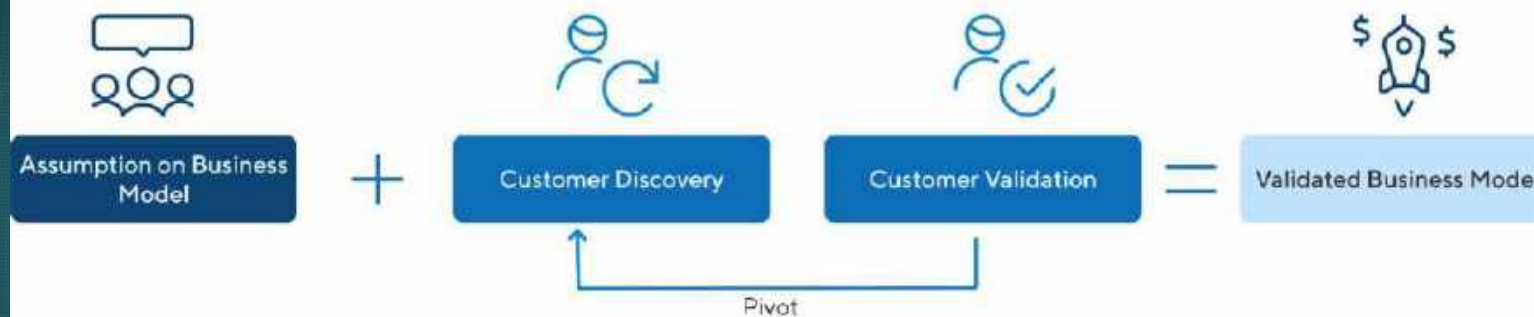 $ $
Assumption on Business
Model
+
Customer Discovery
Customer Validation
=
Validated Business Mode
Pivot